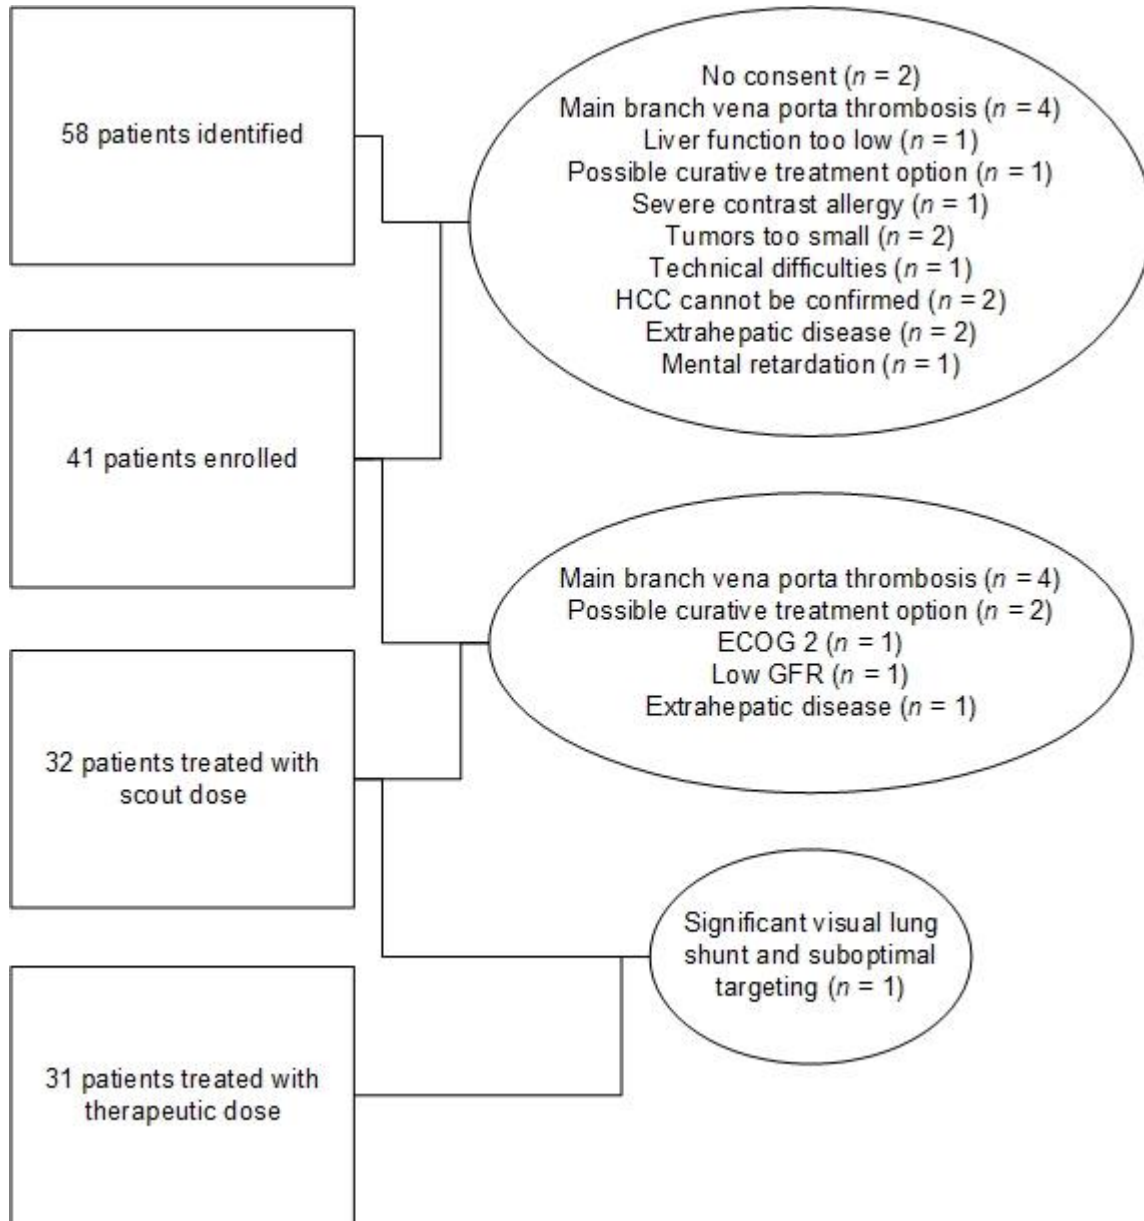 58 patients identified
No consent (n = 2)
Main branch vena porta thrombosis (n = 4)
Liver function too low (n = 1)
Possible curative treatment option (n = 1)
Severe contrast allergy (n = 1)
Tumors too small (n = 2)
Technical difficulties (n = 1)
HCC cannot be confirmed (n = 2)
Extrahepatic disease (n = 2)
Mental retardation (n = 1)
41 patients enrolled
Main branch vena porta thrombosis (n = 4)
Possible curative treatment option (n = 2)
ECOG 2 (n = 1)
Low GFR (n = 1)
Extrahepatic disease (n = 1)
32 patients treated with
scout dose
Significant visual lung
shunt and suboptimal
targeting (n = 1)
31 patients treated with
therapeutic dose